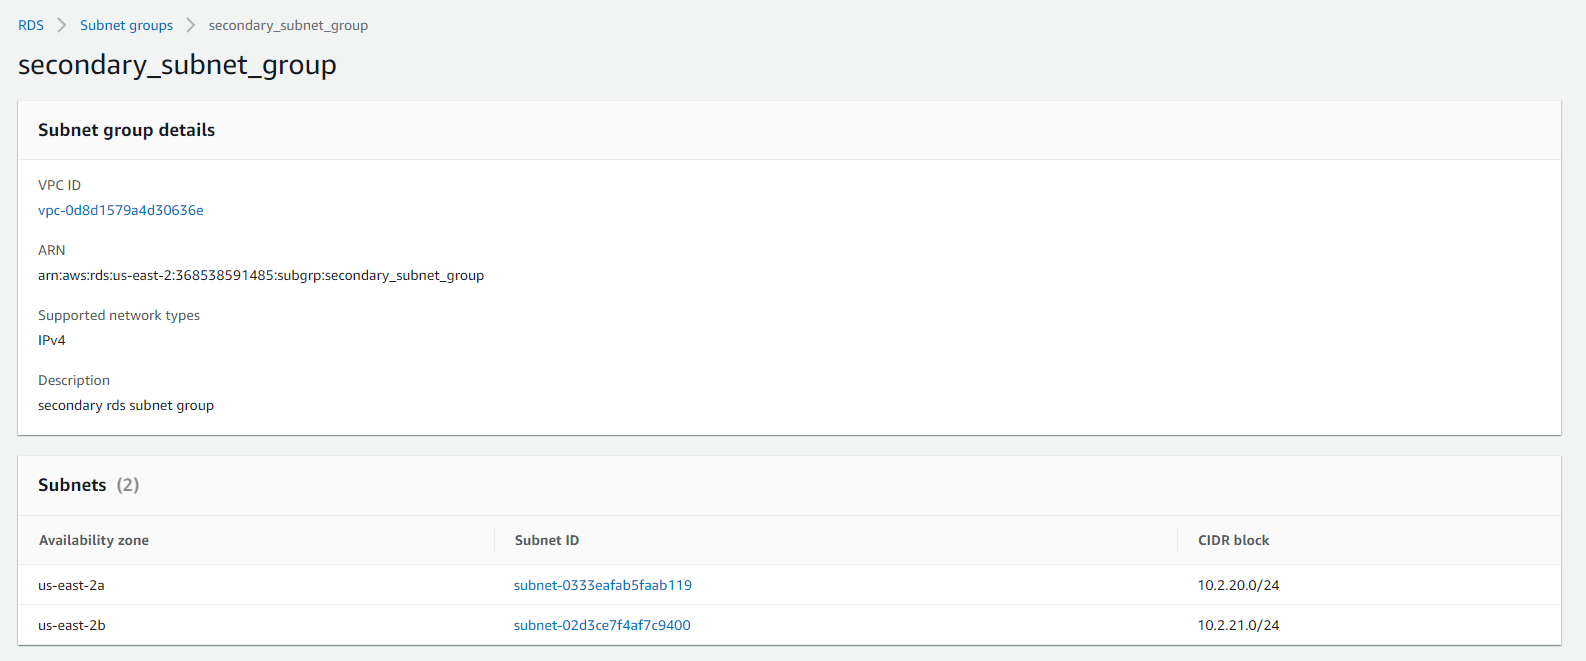 RDS > Subnet groups > secondary_subnet_group
secondary_subnet_group
Subnet group details
VPC ID
vpc-0d8d1579a4d30636e
ARN
arn:aws:rds:us-east-2:368538591485:subgrp:secondary_subnet_group
Supported network types
IPv4
Description
secondary rds subnet group
Subnets (2)
Availability zone Subnet ID CIDR block
us-east-2a subnet-0333eafab5faab119 10.2.20.0/24
us-east-2b subnet-02d3ce7f4af7c9400 10.2.21.0/24